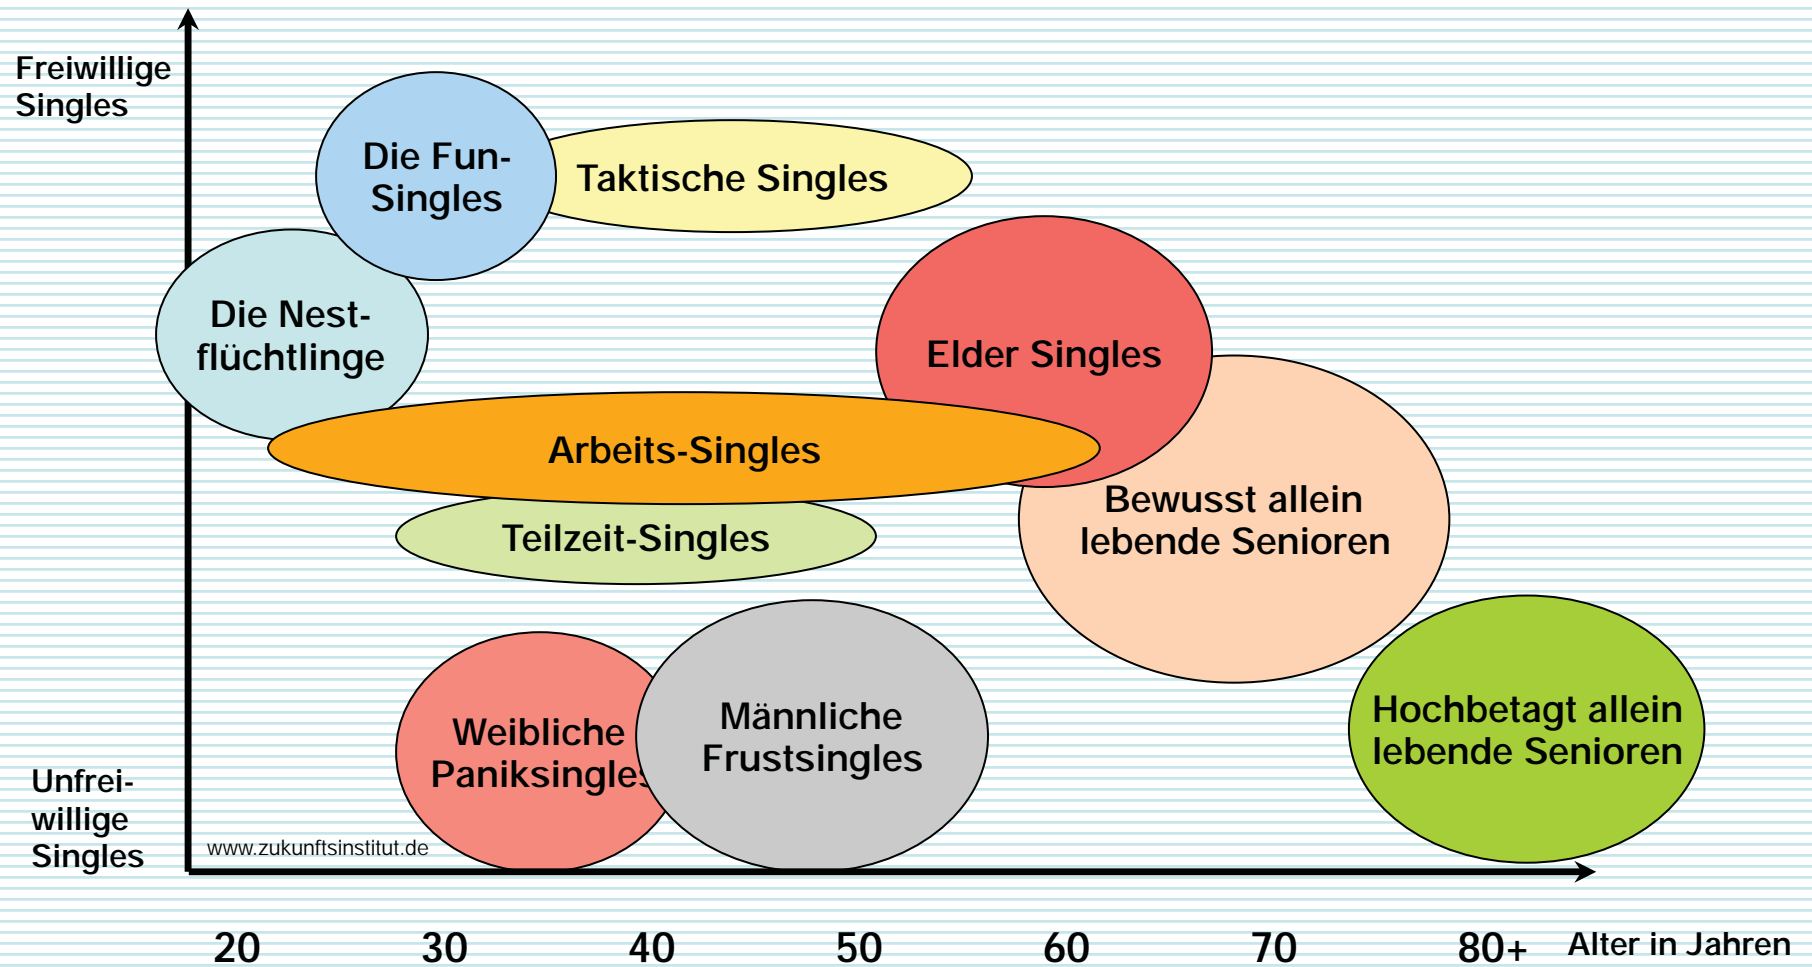 Freiwillige
Singles
Die Fun-
Singles
Taktische Singles
Die Nest-
flüchtlinge
Elder Singles
Arbeits-Singles
Bewusst allein
lebende Senioren
Teilzeit-Singles
Weibliche
Paniksingles
Männliche
Frustsingles
Hochbetagt allein
lebende Senioren
Unfrei-
willige
Singles
www.zukunftsinstitut.de
20 30 40 50 60 70 80+ Alter in Jahren